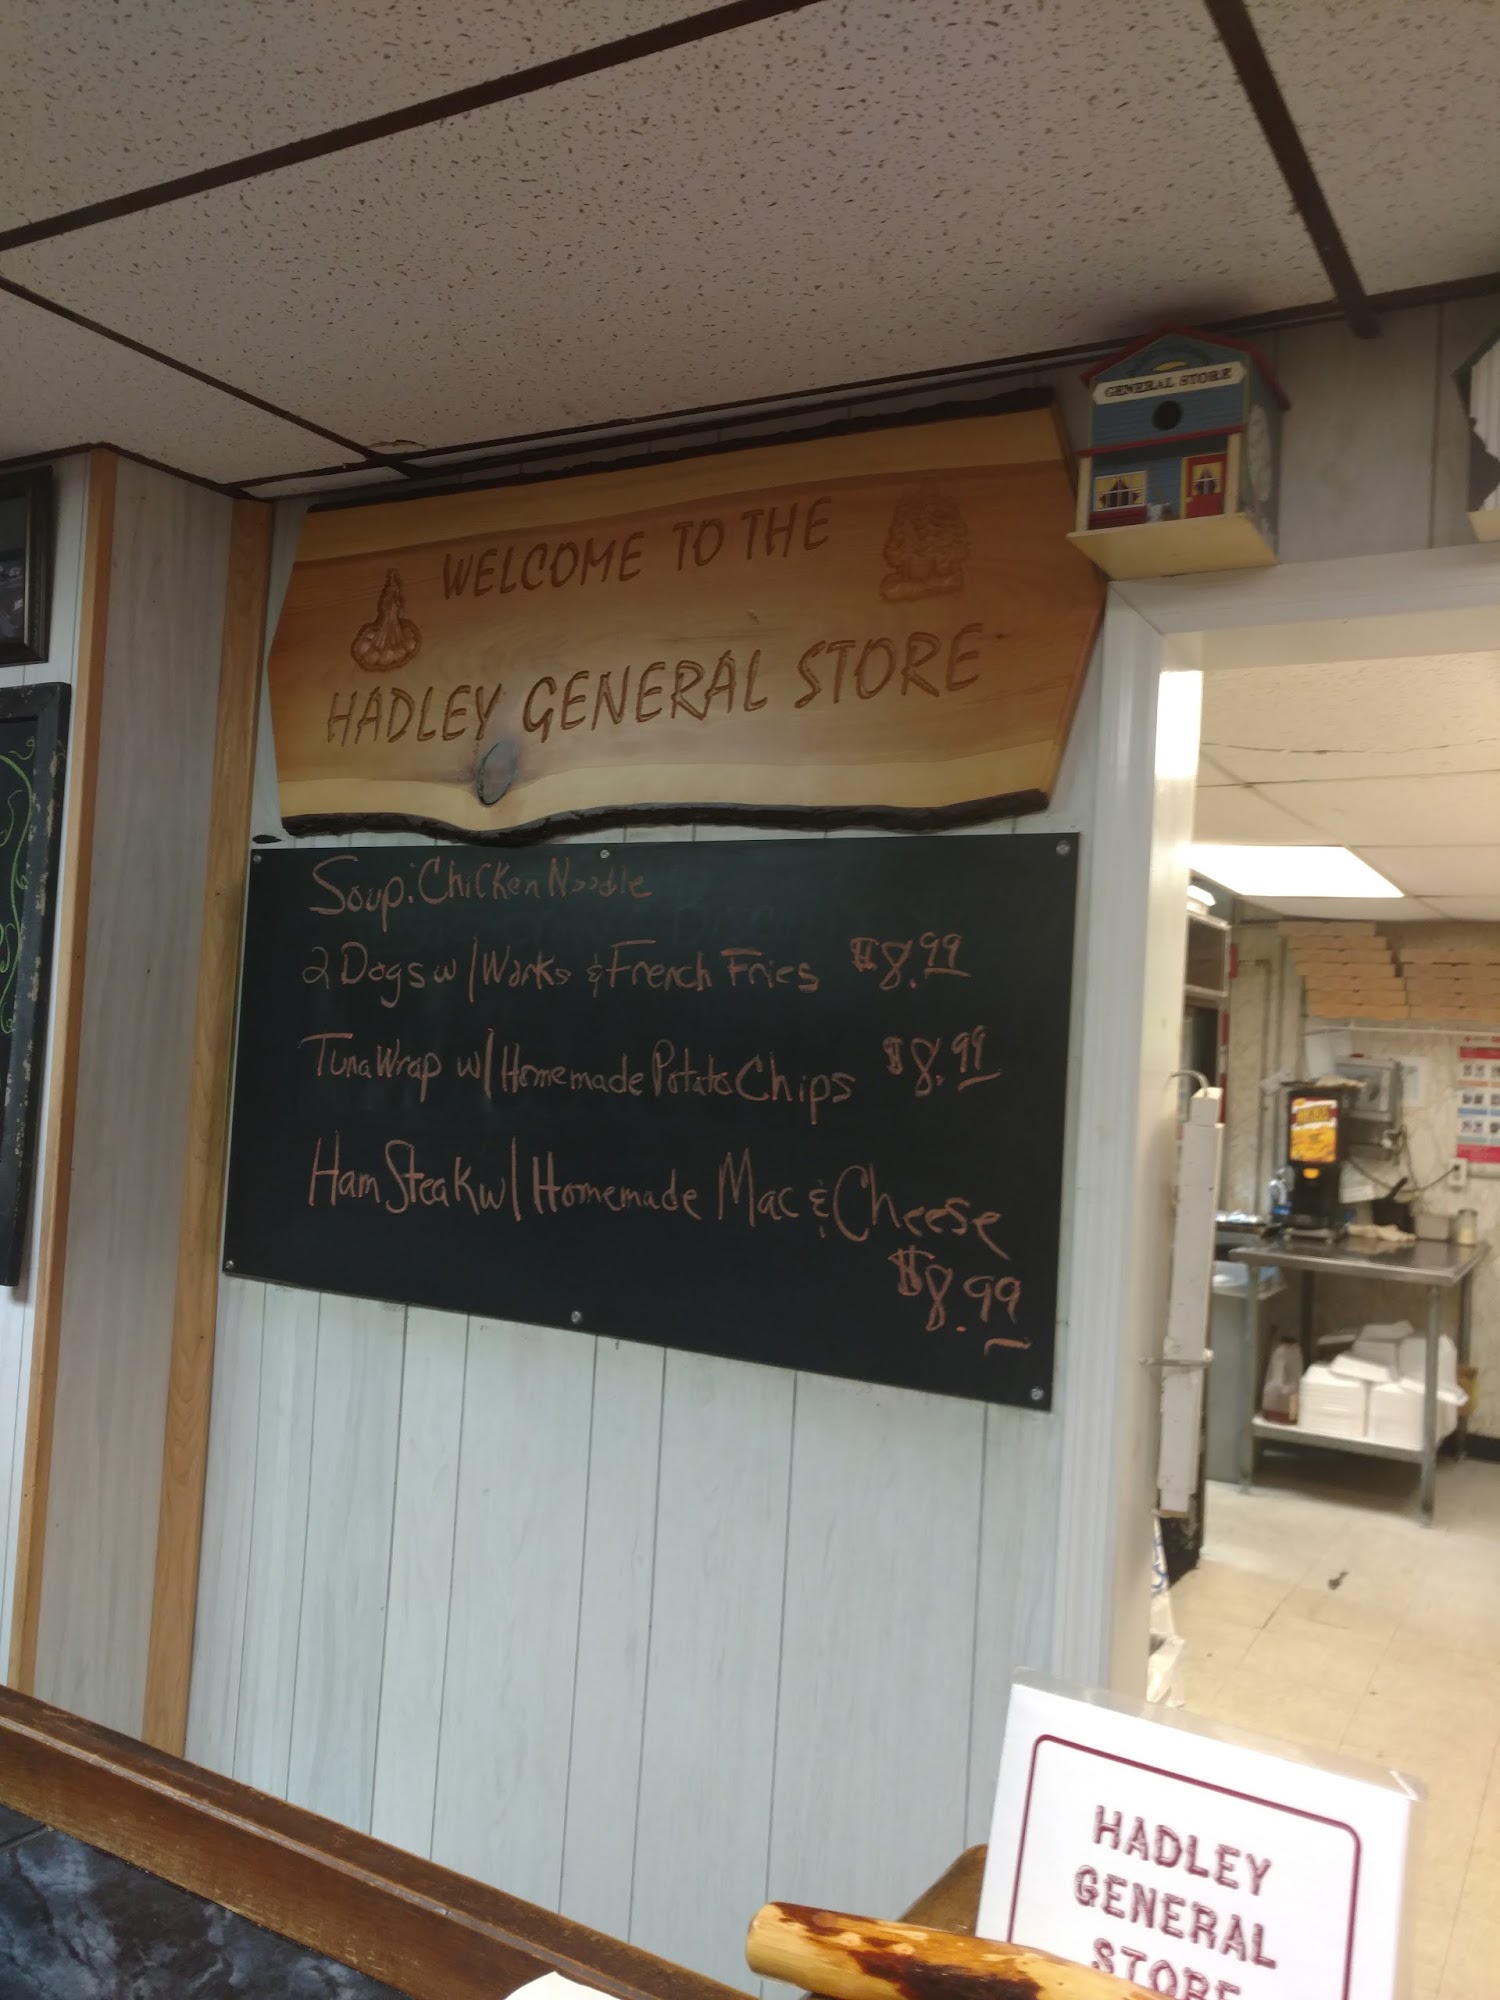 GENERAL STORE
WELCOME TO THE
HADLEY GENERAL STORE
Soup: Chicken Noodle
2 Dogs w/Works & French Fries $8.99
Tuna Wrap w/Homemade Potato Chips $8.99
Ham Steak w/Homemade Mac & Cheese
$8.99
HADLEY
GENERAL
STORE